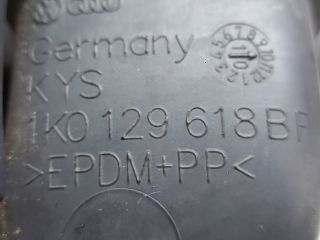 Germany
KYS
1K0 129 618 BF
>EPDM+PP<